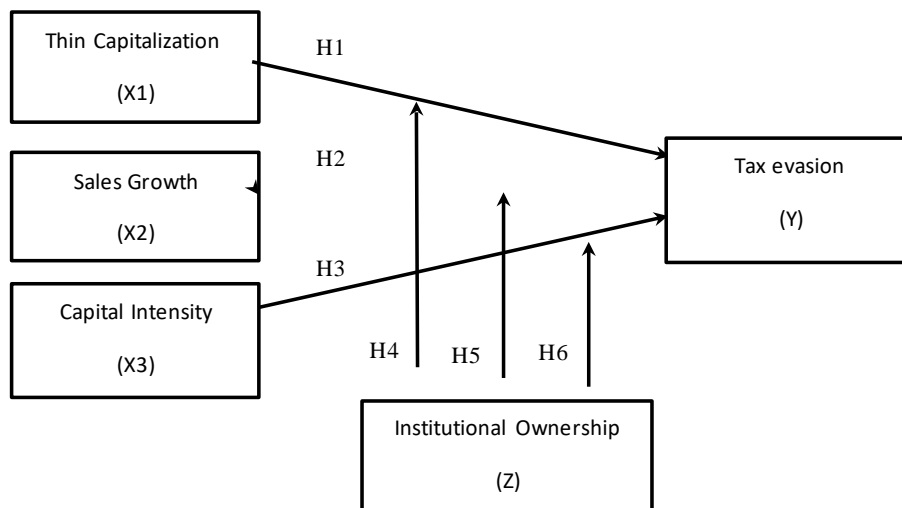 Thin Capitalization
(X1)
H1
H2
Sales Growth
(X2)
Tax evasion
(Y)
H3
Capital Intensity
(X3)
H4
H5
H6
Institutional Ownership
(Z)